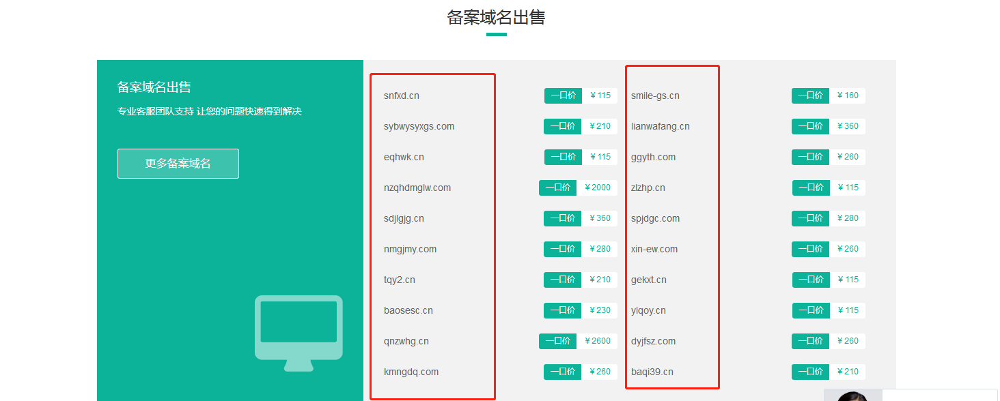 备案域名出售
备案域名出售
专业客服团队支持 让您的问题快速得到解决
更多备案域名
snfxd.cn 一口价 ¥ 115 smile-gs.cn 一口价 ¥ 160
sybwysyxgs.com 一口价 ¥ 210 lianwafang.cn 一口价 ¥ 360
eqhwk.cn 一口价 ¥ 115 ggyth.com 一口价 ¥ 260
nzqhdmglw.com 一口价 ¥ 2000 zlzhp.cn 一口价 ¥ 115
sdjlgjg.cn 一口价 ¥ 360 spjdgc.com 一口价 ¥ 280
nmgjmy.com 一口价 ¥ 280 xin-ew.com 一口价 ¥ 260
tqy2.cn 一口价 ¥ 210 gekxt.cn 一口价 ¥ 115
baosesc.cn 一口价 ¥ 230 ylqoy.cn 一口价 ¥ 115
qnzwhg.cn 一口价 ¥ 2600 dyjfsz.com 一口价 ¥ 260
kmngdq.com 一口价 ¥ 260 baqi39.cn 一口价 ¥ 210